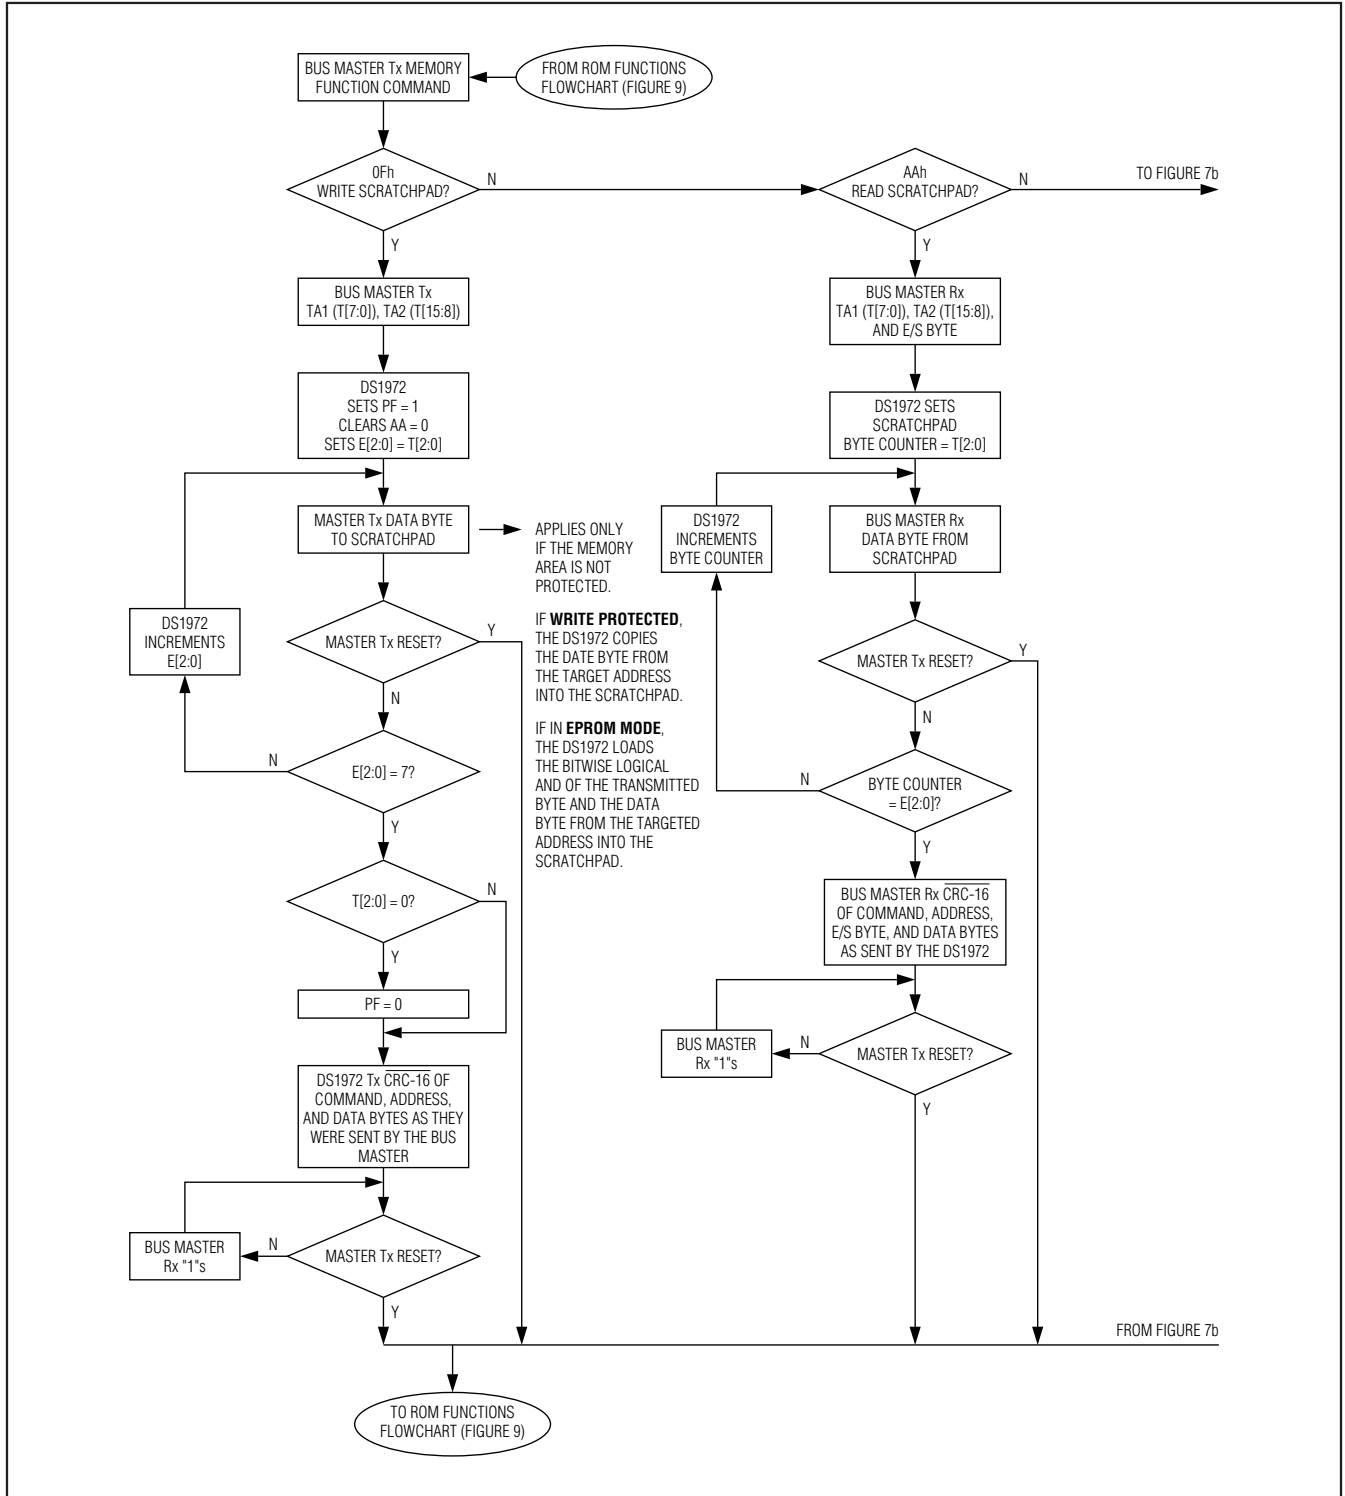 BUS MASTER Tx MEMORY
FUNCTION COMMAND
FROM ROM FUNCTIONS
FLOWCHART (FIGURE 9)
0Fh
WRITE SCRATCHPAD?
N
Y
AAh
READ SCRATCHPAD?
N
Y
TO FIGURE 7b
BUS MASTER Tx
TA1 (T[7:0]), TA2 (T[15:8])
DS1972
SETS PF = 1
CLEARS AA = 0
SETS E[2:0] = T[2:0]
MASTER Tx DATA BYTE
TO SCRATCHPAD
APPLIES ONLY
IF THE MEMORY
AREA IS NOT
PROTECTED.
IF WRITE PROTECTED,
THE DS1972 COPIES
THE DATE BYTE FROM
THE TARGET ADDRESS
INTO THE SCRATCHPAD.
IF IN EPROM MODE,
THE DS1972 LOADS
THE BITWISE LOGICAL
AND OF THE TRANSMITTED
BYTE AND THE DATA
BYTE FROM THE TARGETED
ADDRESS INTO THE
SCRATCHPAD.
DS1972
INCREMENTS
E[2:0]
MASTER Tx RESET?
Y
N
E[2:0] = 7?
N
Y
T[2:0] = 0?
N
Y
PF = 0
DS1972 Tx CRC-16 OF
COMMAND, ADDRESS,
AND DATA BYTES AS THEY
WERE SENT BY THE BUS
MASTER
BUS MASTER
Rx "1"s
N
MASTER Tx RESET?
Y
BUS MASTER Rx
TA1 (T[7:0]), TA2 (T[15:8]),
AND E/S BYTE
DS1972 SETS
SCRATCHPAD
BYTE COUNTER = T[2:0]
DS1972
INCREMENTS
BYTE COUNTER
BUS MASTER Rx
DATA BYTE FROM
SCRATCHPAD
MASTER Tx RESET?
Y
N
BYTE COUNTER
= E[2:0]?
N
Y
BUS MASTER Rx CRC-16
OF COMMAND, ADDRESS,
E/S BYTE, AND DATA BYTES
AS SENT BY THE DS1972
BUS MASTER
Rx "1"s
N
MASTER Tx RESET?
Y
FROM FIGURE 7b
TO ROM FUNCTIONS
FLOWCHART (FIGURE 9)